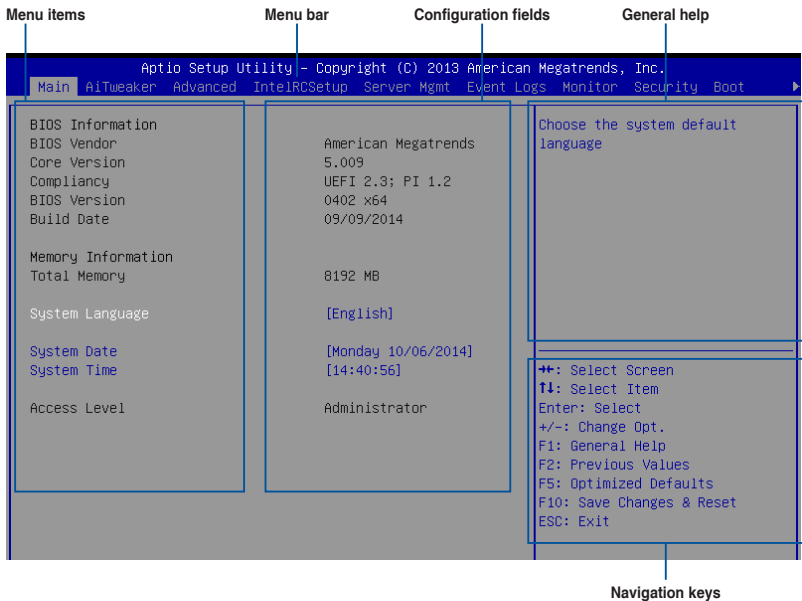 Menu items Menu bar Configuration fields General help
Aptio Setup Utility – Copyright (C) 2013 American Megatrends, Inc.
Main AiTweaker Advanced IntelRCSetup Server Mgmt Event Logs Monitor Security Boot
BIOS Information
BIOS Vendor American Megatrends
Core Version 5.009
Compliancy UEFI 2.3; PI 1.2
BIOS Version 0402 x64
Build Date 09/09/2014
Memory Information
Total Memory 8192 MB
System Language [English]
System Date [Monday 10/06/2014]
System Time [14:40:56]
Access Level Administrator
Choose the system default
language
→←: Select Screen
↑↓: Select Item
Enter: Select
+/-: Change Opt.
F1: General Help
F2: Previous Values
F5: Optimized Defaults
F10: Save Changes & Reset
ESC: Exit
Navigation keys